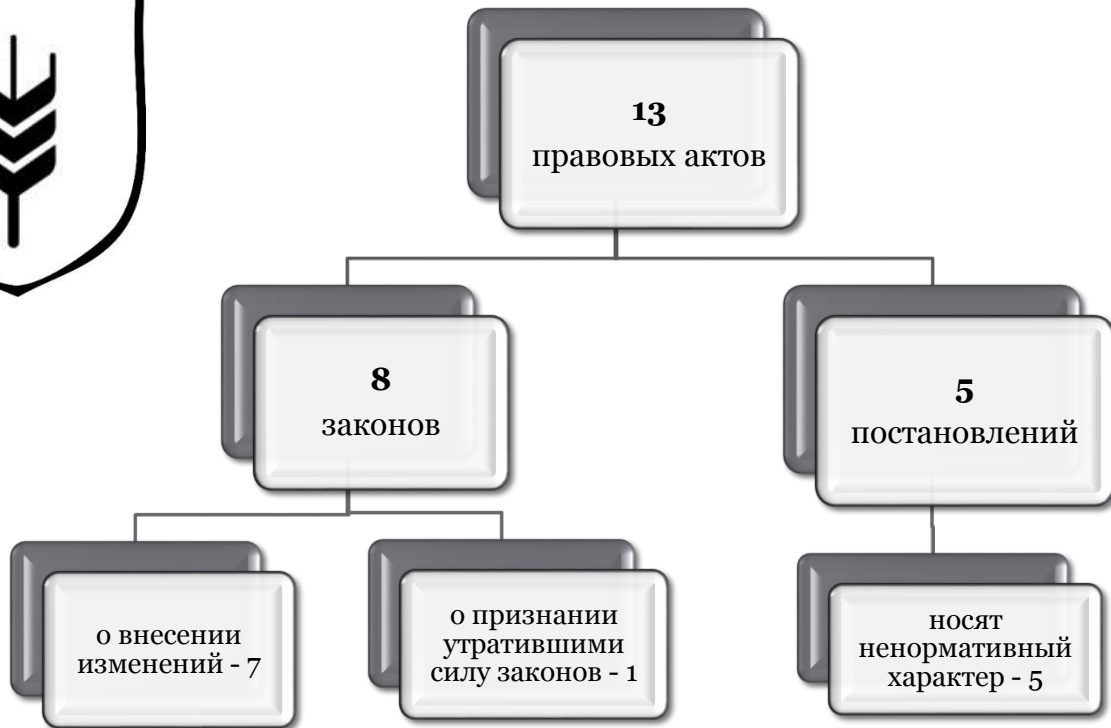 13
правовых актов
8
законов
5
постановлений
о внесении
изменений - 7
о признании
утратившими
силу законов - 1
носят
ненормативный
характер - 5